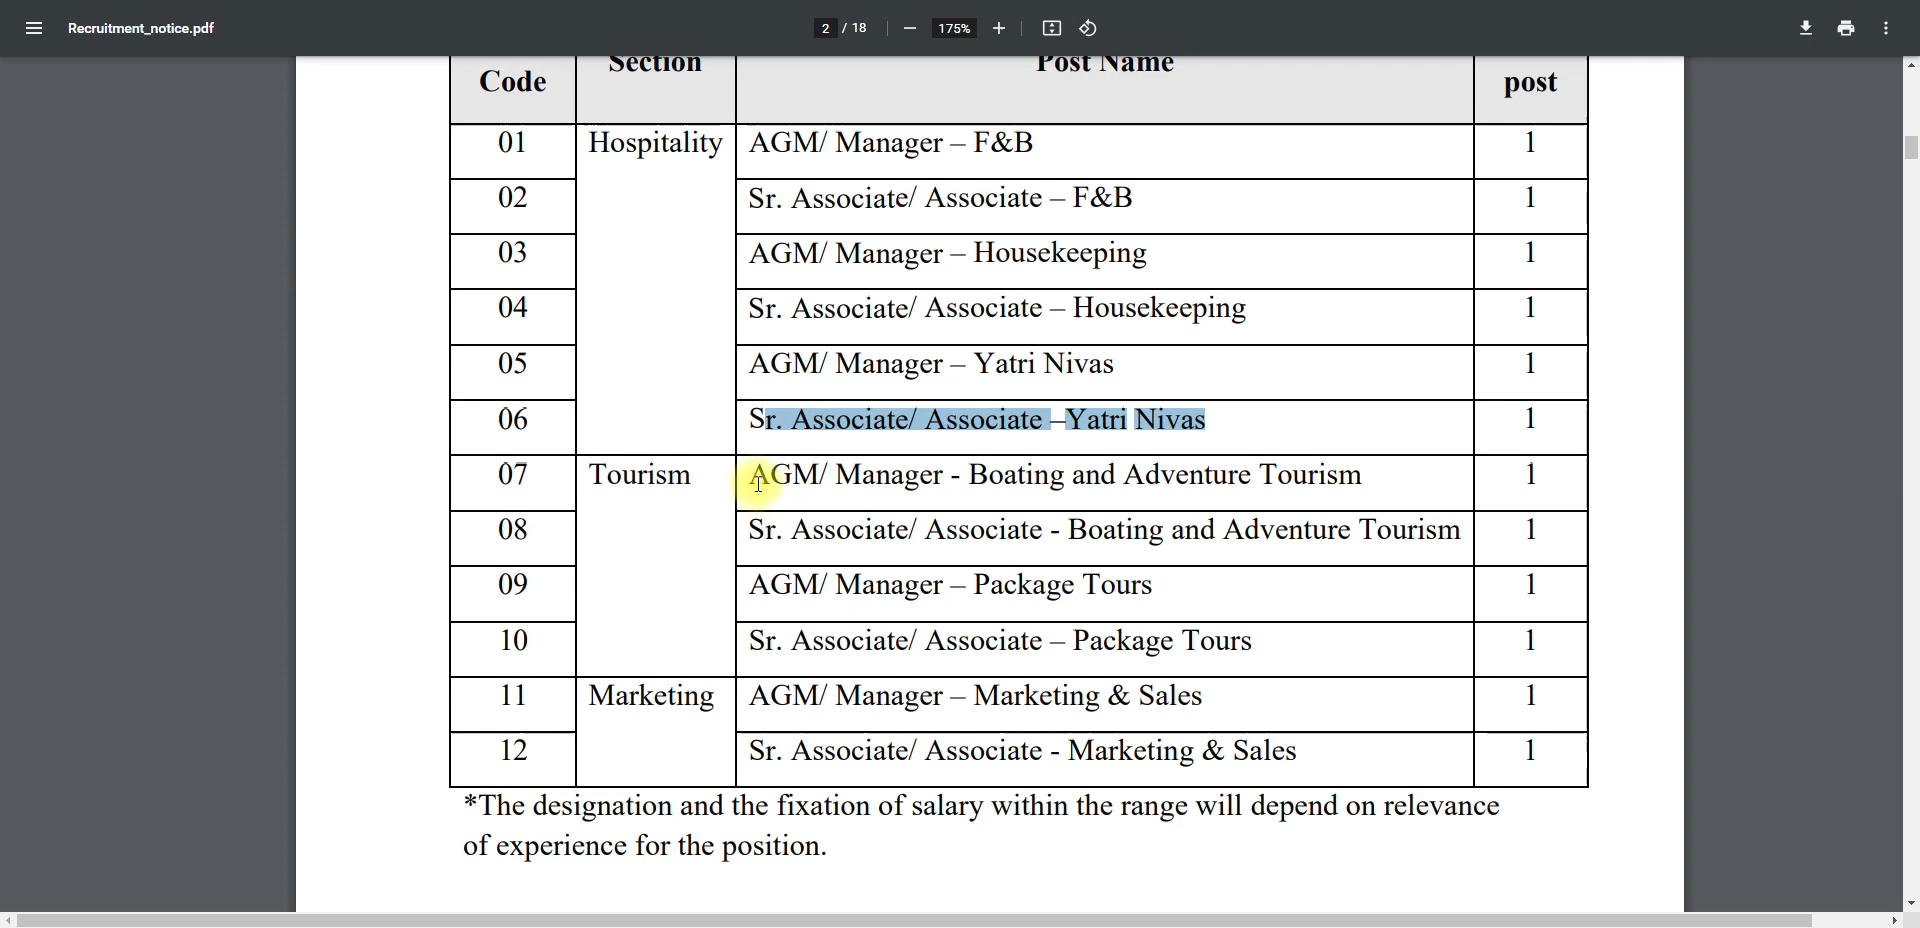 Recruitment_notice.pdf
2 / 18
175%
Code Section Post Name post
01 Hospitality AGM/ Manager – F&B 1
02 Sr. Associate/ Associate – F&B 1
03 AGM/ Manager – Housekeeping 1
04 Sr. Associate/ Associate – Housekeeping 1
05 AGM/ Manager – Yatri Nivas 1
06 Sr. Associate/ Associate –Yatri Nivas 1
07 Tourism AGM/ Manager - Boating and Adventure Tourism 1
08 Sr. Associate/ Associate - Boating and Adventure Tourism 1
09 AGM/ Manager – Package Tours 1
10 Sr. Associate/ Associate – Package Tours 1
11 Marketing AGM/ Manager – Marketing & Sales 1
12 Sr. Associate/ Associate - Marketing & Sales 1
*The designation and the fixation of salary within the range will depend on relevance
of experience for the position.